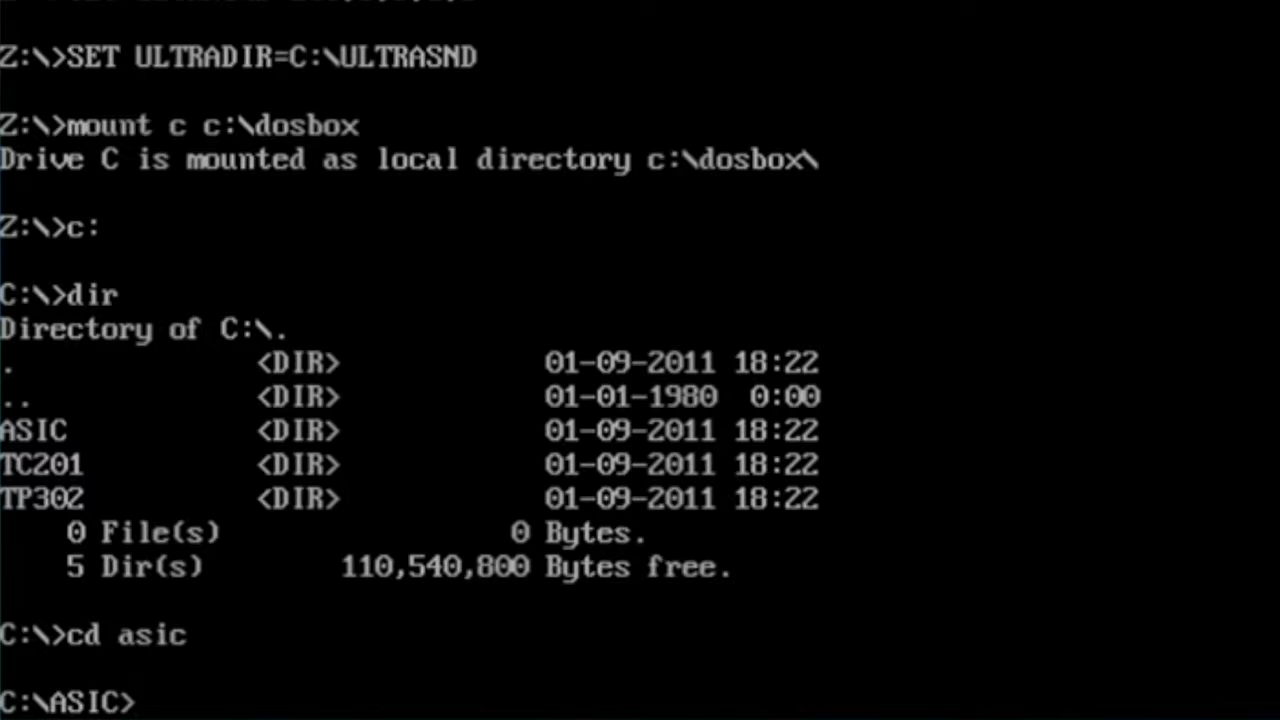 Z:\>SET ULTRADIR=C:\ULTRASND
Z:\>mount c c:\dosbox
Drive C is mounted as local directory c:\dosbox\
Z:\>c:
C:\>dir
Directory of C:\.
. <DIR> 01-09-2011 18:22
.. <DIR> 01-01-1980 0:00
ASIC <DIR> 01-09-2011 18:22
TC201 <DIR> 01-09-2011 18:22
TP302 <DIR> 01-09-2011 18:22
0 File(s) 0 Bytes.
5 Dir(s) 110,540,800 Bytes free.
C:\>cd asic
C:\ASIC>